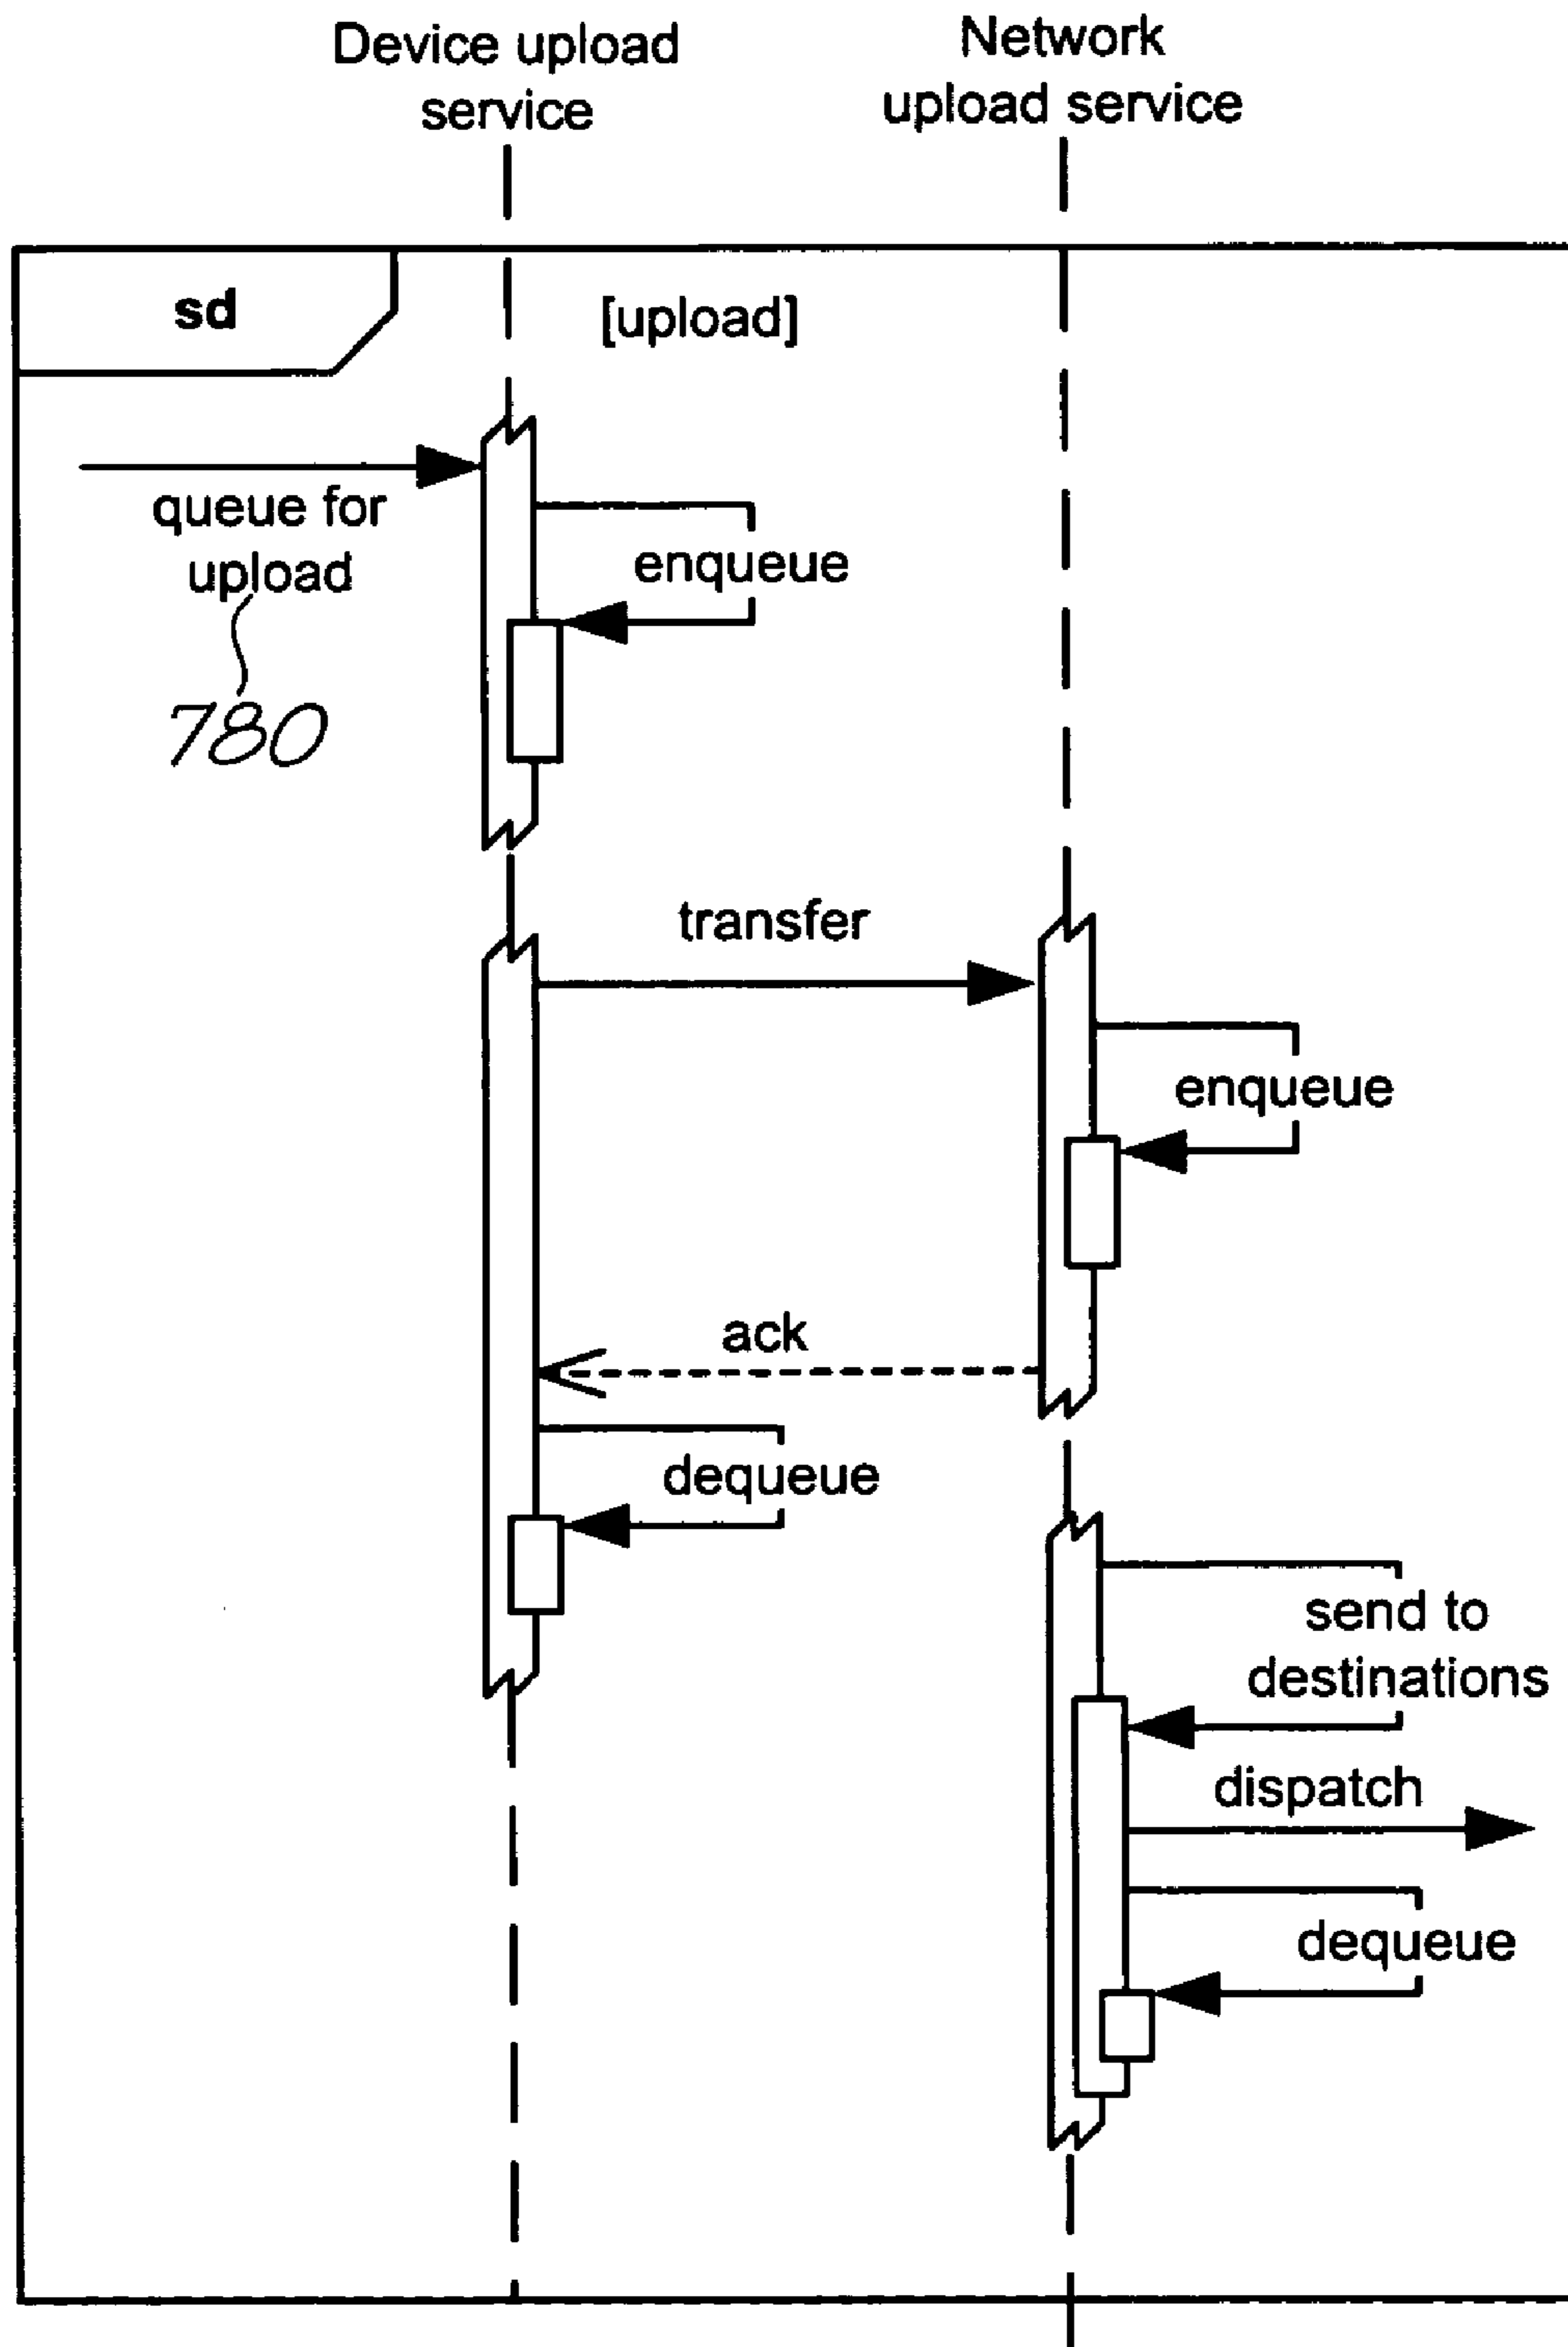 Device upload
service
Network
upload service
sd
[upload]
queue for
upload
780
enqueue
transfer
enqueue
ack
dequeue
send to
destinations
dispatch
dequeue